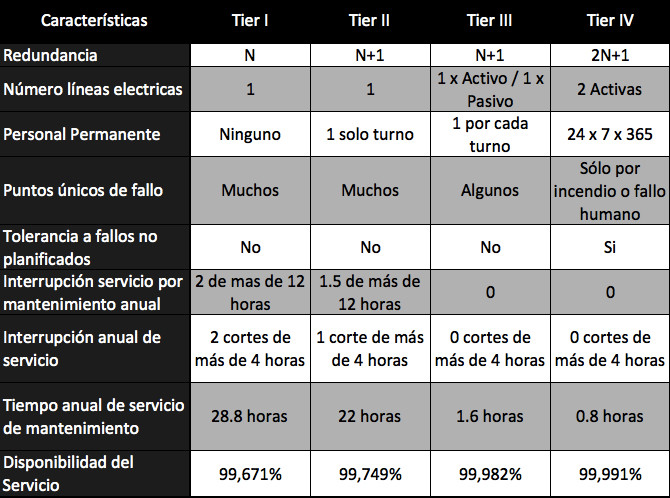 Características Tier I Tier II Tier III Tier IV
Redundancia N N+1 N+1 2N+1
Número líneas electricas 1 1 1 x Activo / 1 x Pasivo 2 Activas
Personal Permanente Ninguno 1 solo turno 1 por cada turno 24 x 7 x 365
Puntos únicos de fallo Muchos Muchos Algunos Sólo por incendio o fallo humano
Tolerancia a fallos no planificados No No No Si
Interrupción servicio por mantenimiento anual 2 de mas de 12 horas 1.5 de más de 12 horas 0 0
Interrupción anual de servicio 2 cortes de más de 4 horas 1 corte de más de 4 horas 0 cortes de más de 4 horas 0 cortes de más de 4 horas
Tiempo anual de servicio de mantenimiento 28.8 horas 22 horas 1.6 horas 0.8 horas
Disponibilidad del Servicio 99,671% 99,749% 99,982% 99,991%